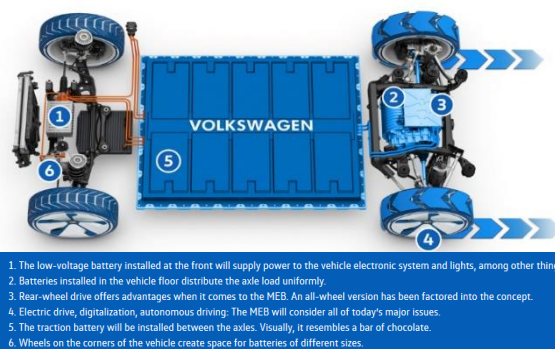 1
2
3
VOLKSWAGEN
5
6
4
1. The low-voltage battery installed at the front will supply power to the vehicle electronic system and lights, among other thin
2. Batteries installed in the vehicle floor distribute the axle load uniformly.
3. Rear-wheel drive offers advantages when it comes to the MEB. An all-wheel version has been factored into the concept.
4. Electric drive, digitalization, autonomous driving: The MEB will consider all of today's major issues.
5. The traction battery will be installed between the axles. Visually, it resembles a bar of chocolate.
6. Wheels on the corners of the vehicle create space for batteries of different sizes.